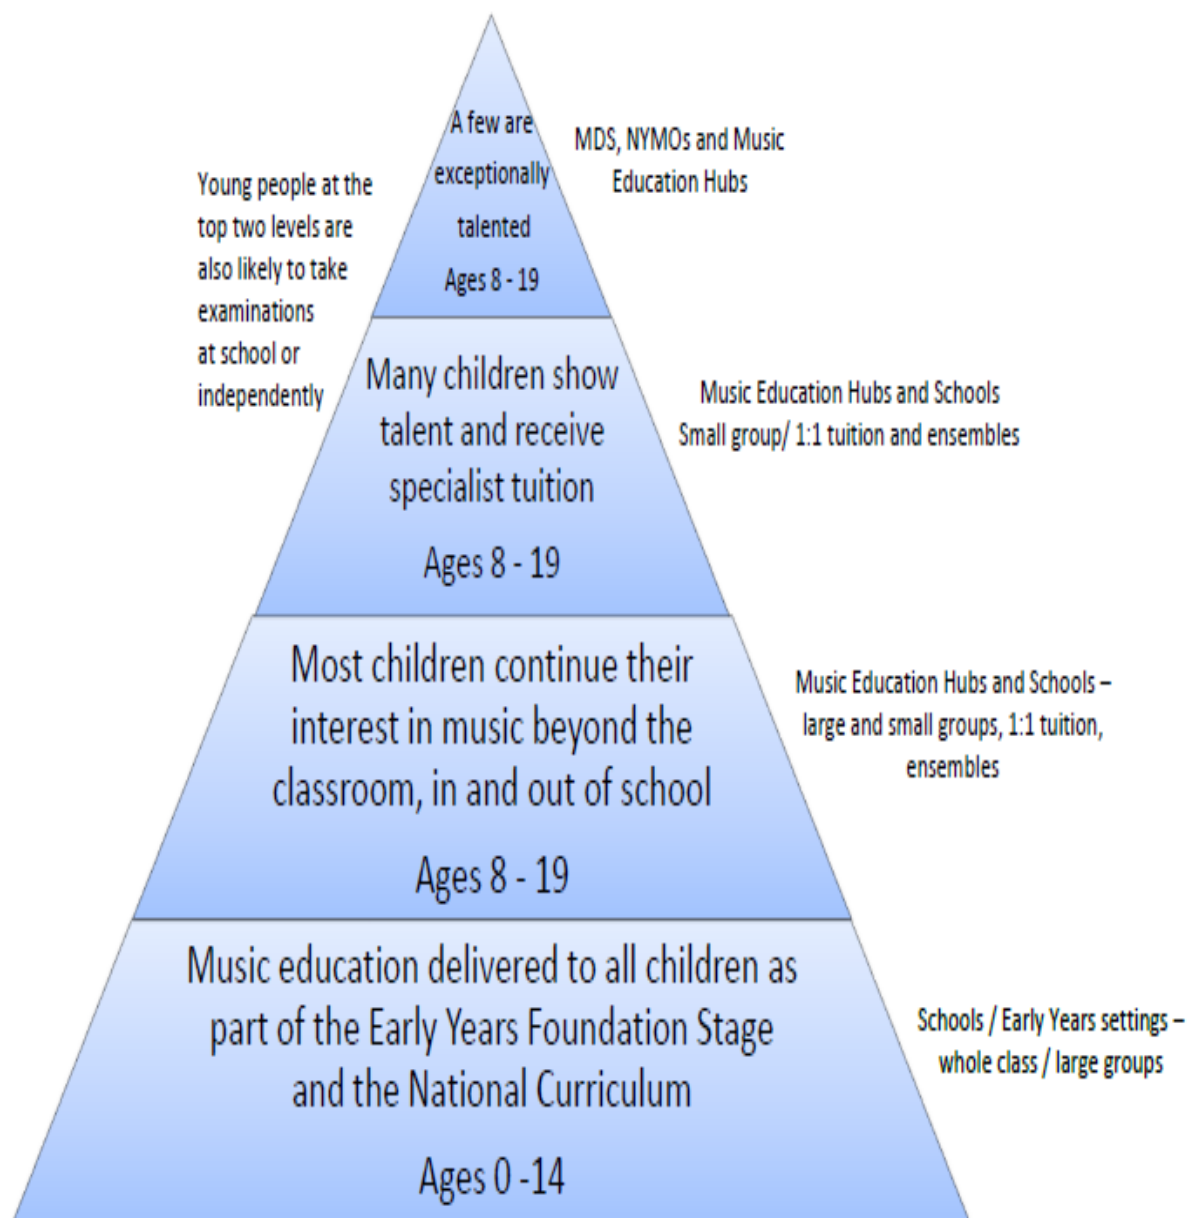 A few are
exceptionally
talented
Ages 8 - 19
MDS, NYMOs and Music
Education Hubs
Young people at the
top two levels are
also likely to take
examinations
at school or
independently
Many children show
talent and receive
specialist tuition
Ages 8 - 19
Music Education Hubs and Schools
Small group/ 1:1 tuition and ensembles
Most children continue their
interest in music beyond the
classroom, in and out of school
Ages 8 - 19
Music Education Hubs and Schools –
large and small groups, 1:1 tuition,
ensembles
Music education delivered to all children as
part of the Early Years Foundation Stage
and the National Curriculum
Ages 0 -14
Schools / Early Years settings –
whole class / large groups